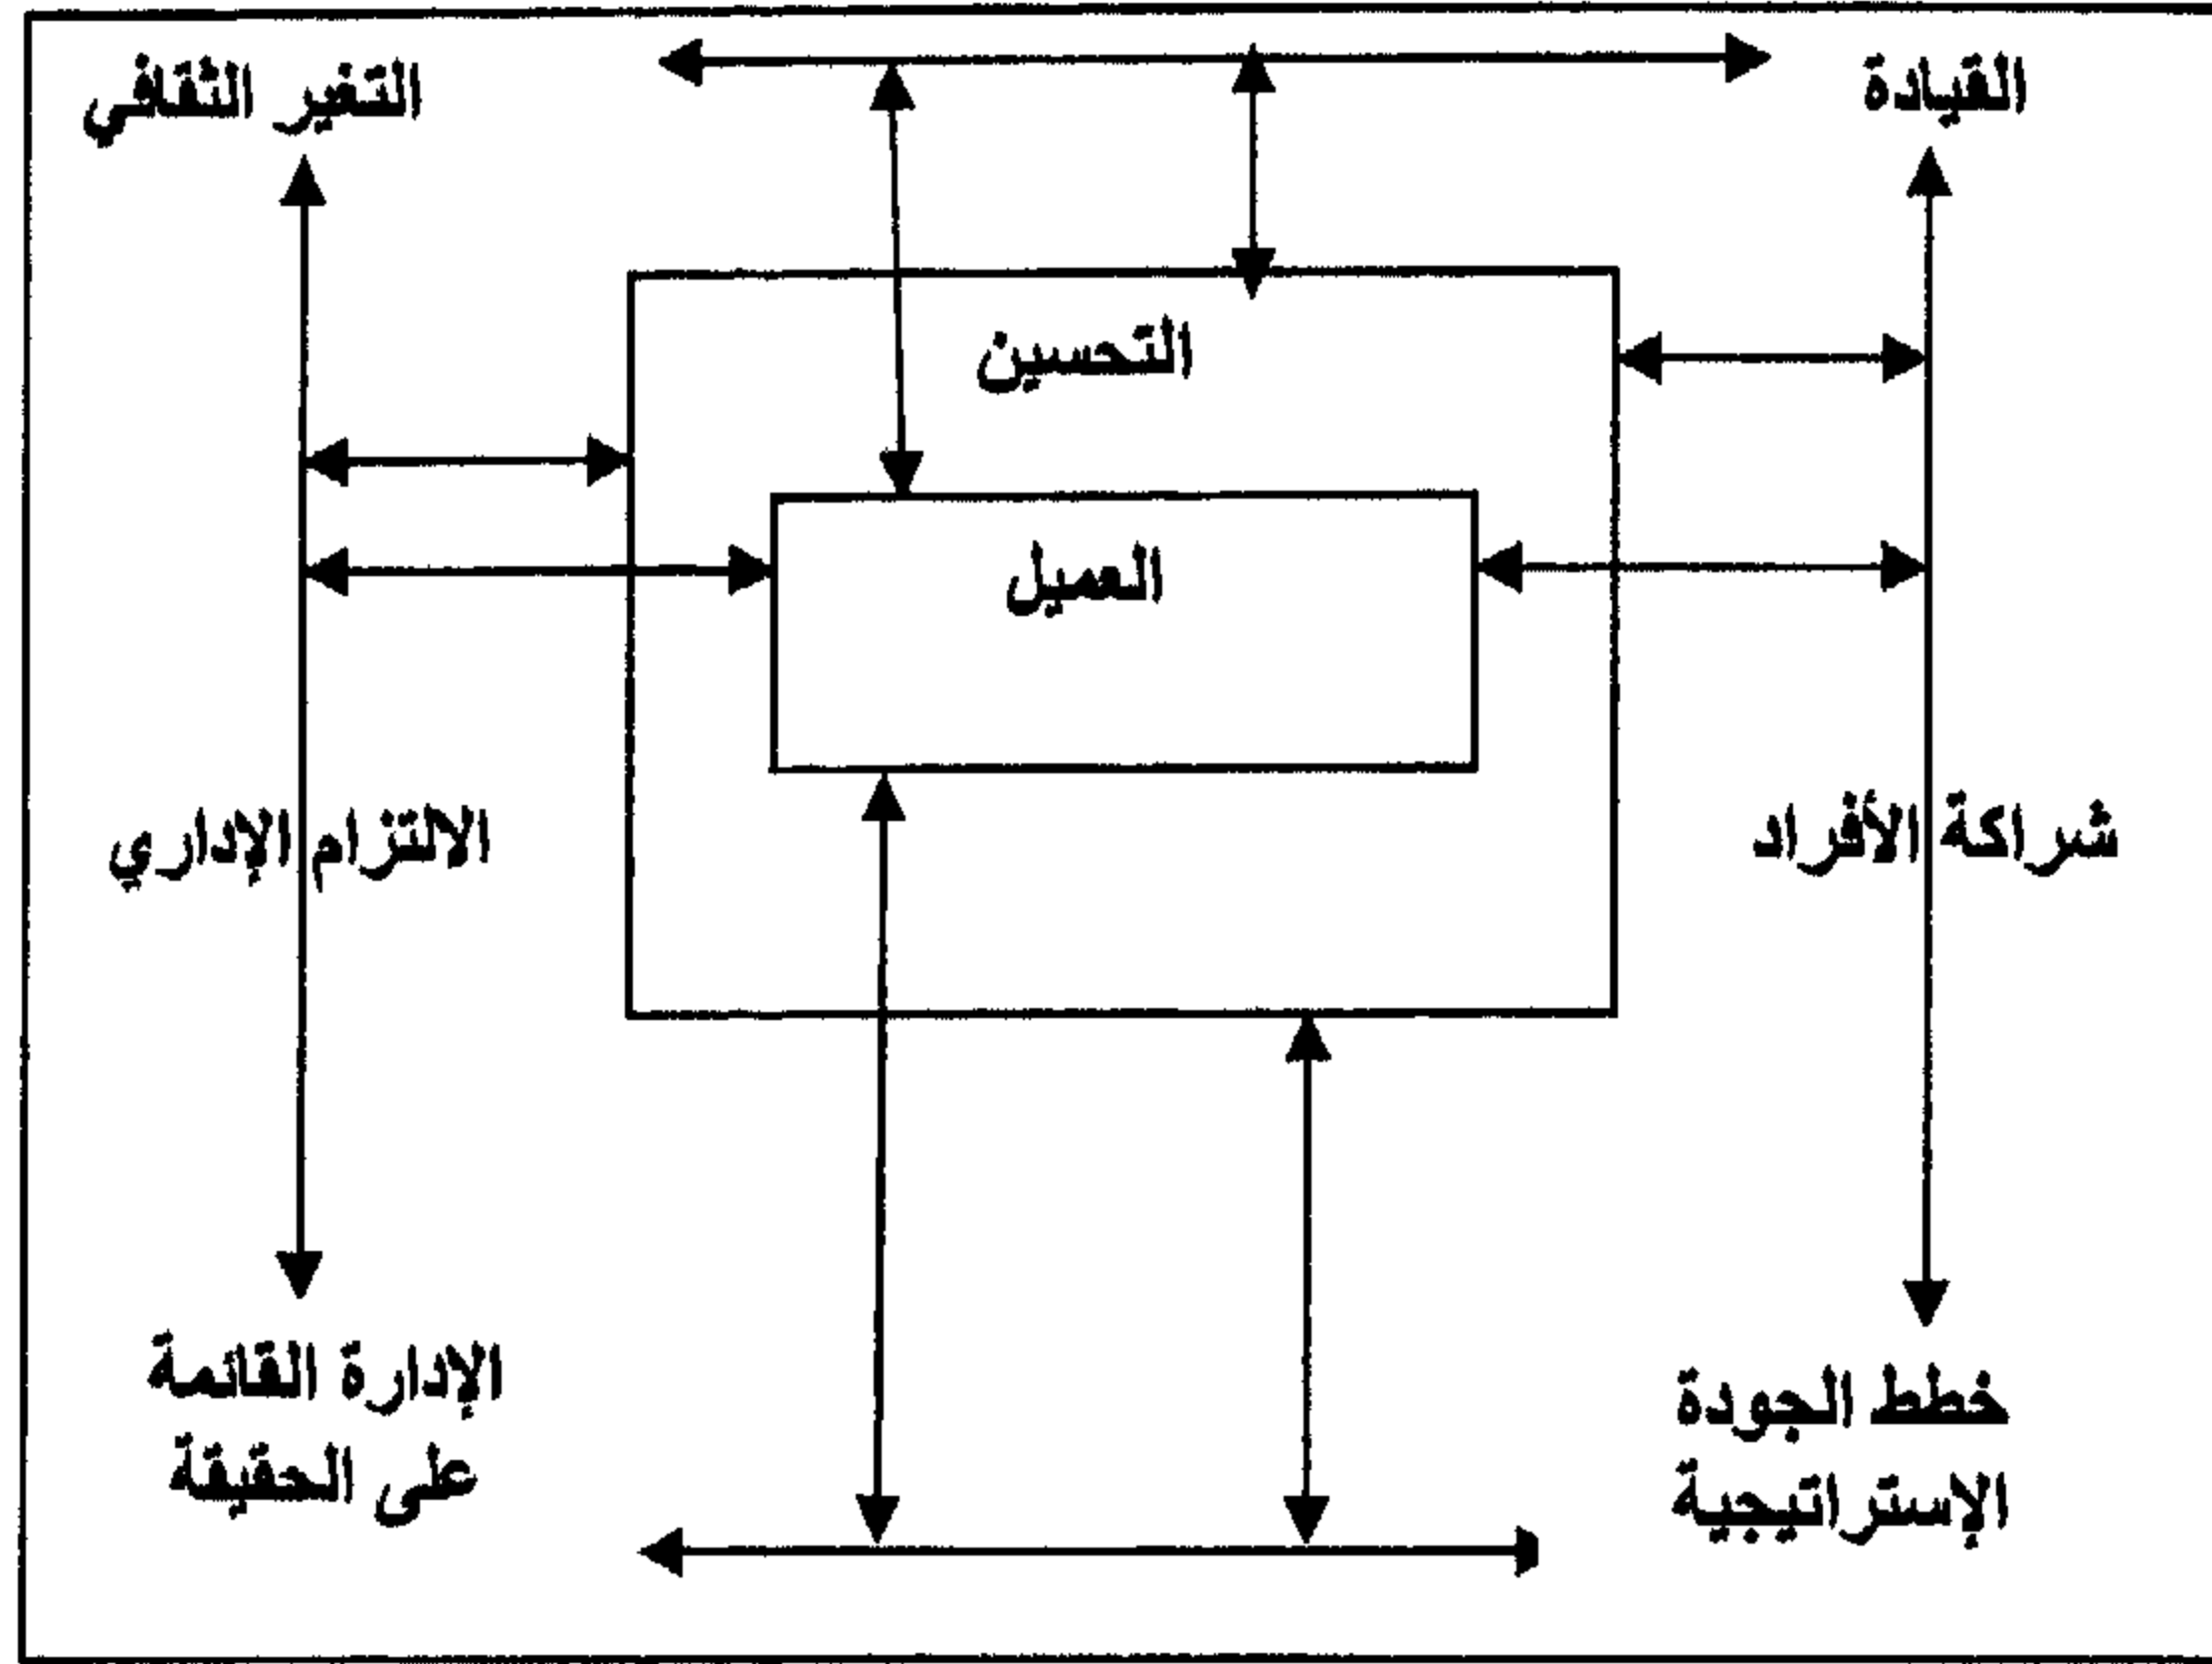 القيادة
التغير الثقافي
التحسين
العميل
شراكة الأفراد
الالتزام الإداري
خطط الجودة
الإستراتيجية
الإدارة القائمة
على الحقيقة